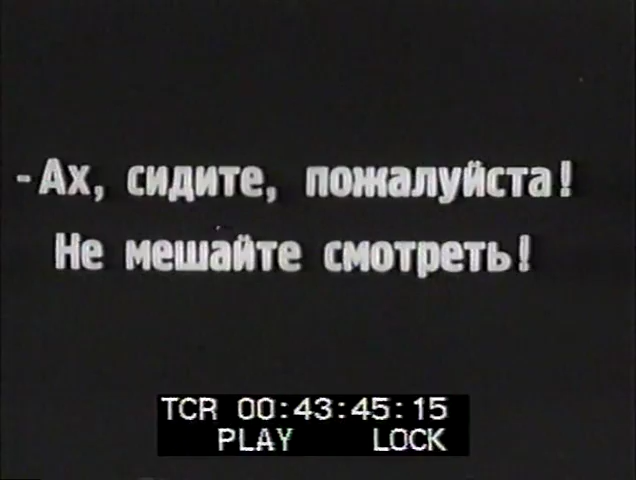 -Ах, сидите, пожалуйста!
Не мешайте смотреть!
TCR 00:43:45:15
PLAY LOCK